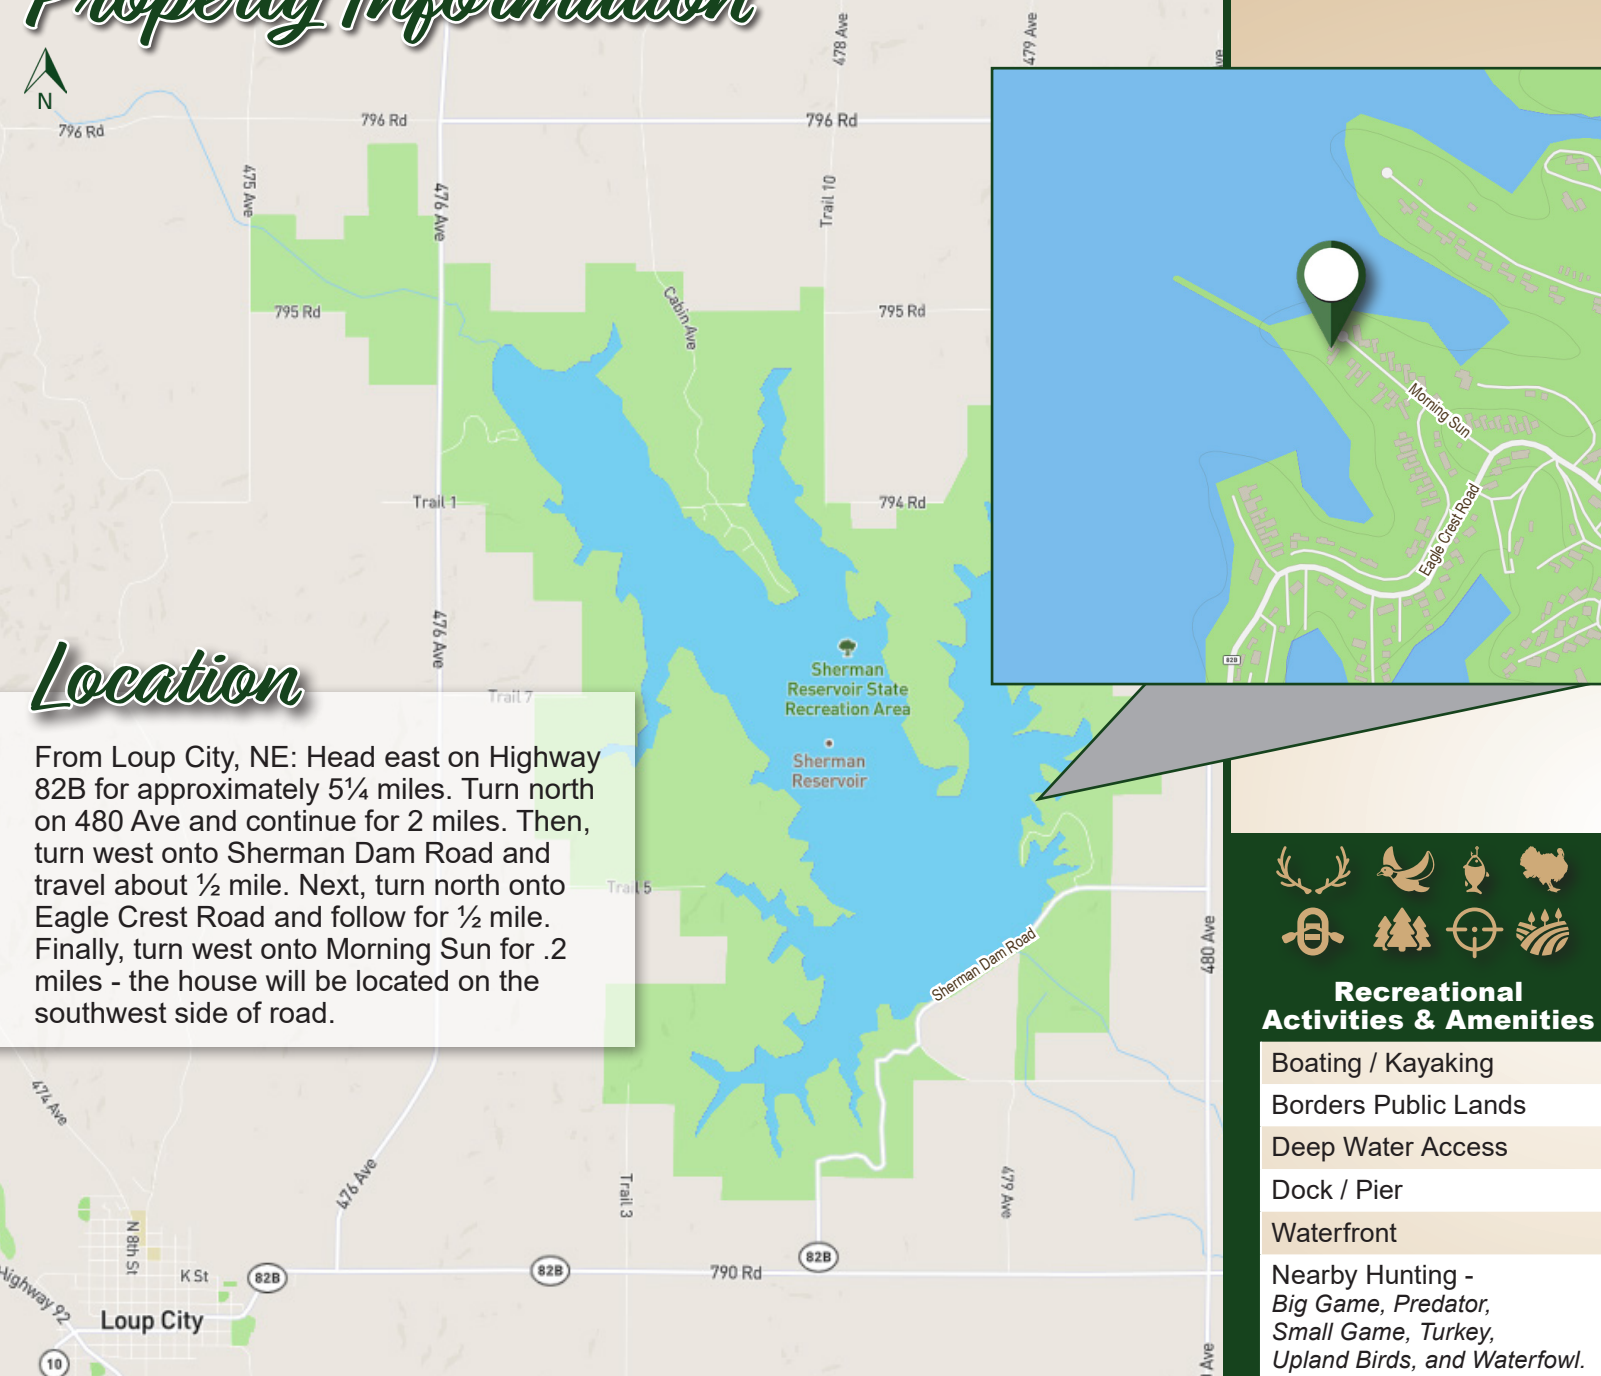 Property Information
N
478 Ave
479 Ave
796 Rd
796 Rd
796 Rd
475 Ave
476 Ave
Trail 10
Cabin Ave
795 Rd
795 Rd
Trail 1
794 Rd
476 Ave
Morning Sun
Eagle Crest Road
82B
Sherman
Reservoir State
Recreation Area
Sherman
Reservoir
Trail 7
Location
From Loup City, NE: Head east on Highway
82B for approximately 5¼ miles. Turn north
on 480 Ave and continue for 2 miles. Then,
turn west onto Sherman Dam Road and
travel about ½ mile. Next, turn north onto
Eagle Crest Road and follow for ½ mile.
Finally, turn west onto Morning Sun for .2
miles - the house will be located on the
southwest side of road.
Trail 5
Sherman Dam Road
480 Ave
474 Ave
476 Ave
Trail 3
479 Ave
N 8th St
K St
82B
82B
790 Rd
82B
Highway 92
Loup City
10
Ave
Recreational
Activities & Amenities
Boating / Kayaking
Borders Public Lands
Deep Water Access
Dock / Pier
Waterfront
Nearby Hunting -
Big Game, Predator,
Small Game, Turkey,
Upland Birds, and Waterfowl.